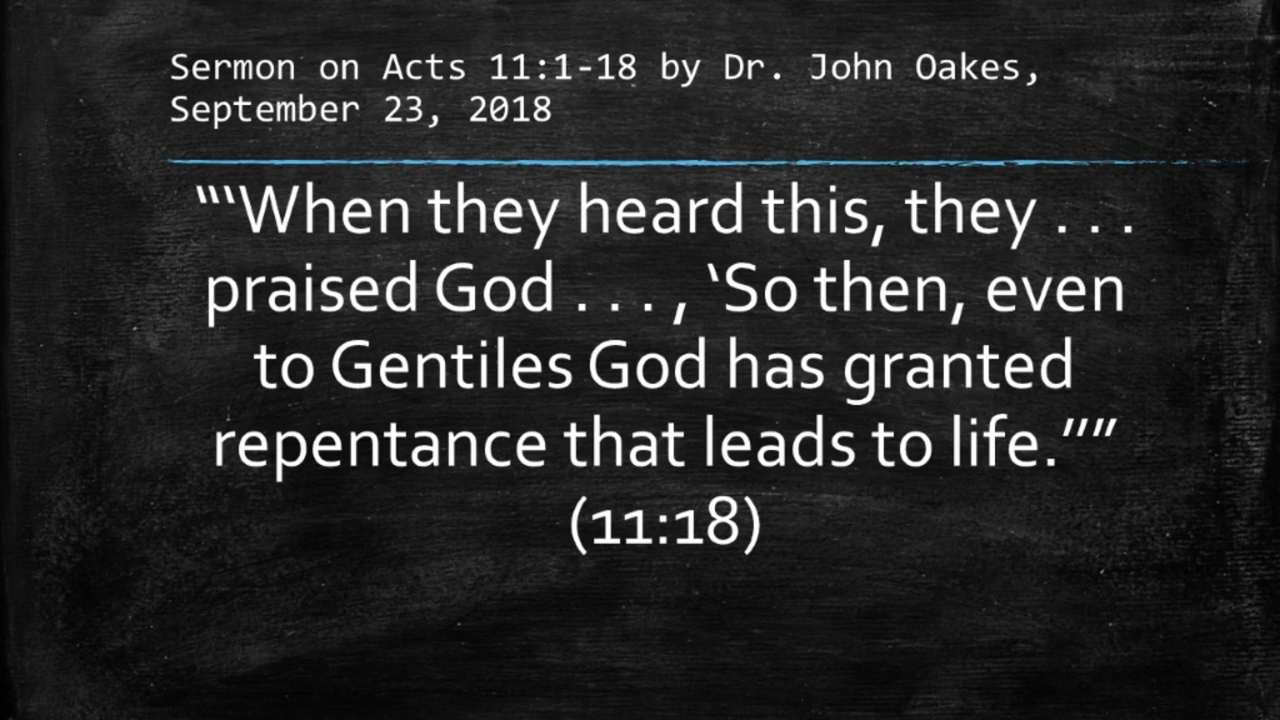 Sermon on Acts 11:1-18 by Dr. John Oakes,
September 23, 2018
“‘When they heard this, they . . .
praised God . . . , ‘So then, even
to Gentiles God has granted
repentance that leads to life.””
(11:18)